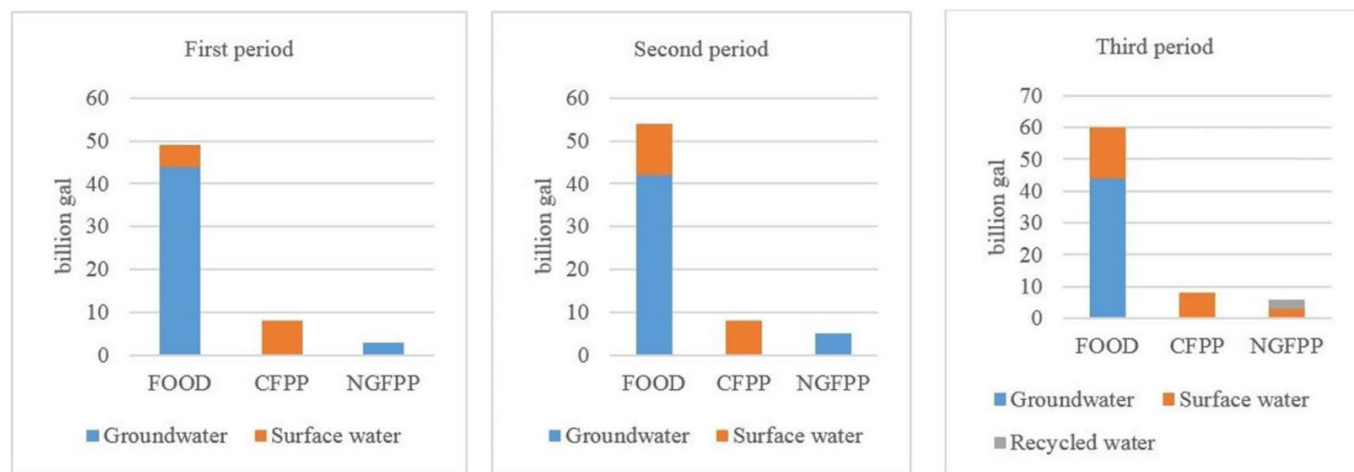 First period
60
50
40
30
20
10
0
billion gal
FOOD CFPP NGFPP
Groundwater Surface water
Second period
60
50
40
30
20
10
0
billion gal
FOOD CFPP NGFPP
Groundwater Surface water
Third period
70
60
50
40
30
20
10
0
billion gal
FOOD CFPP NGFPP
Groundwater Surface water
Recycled water